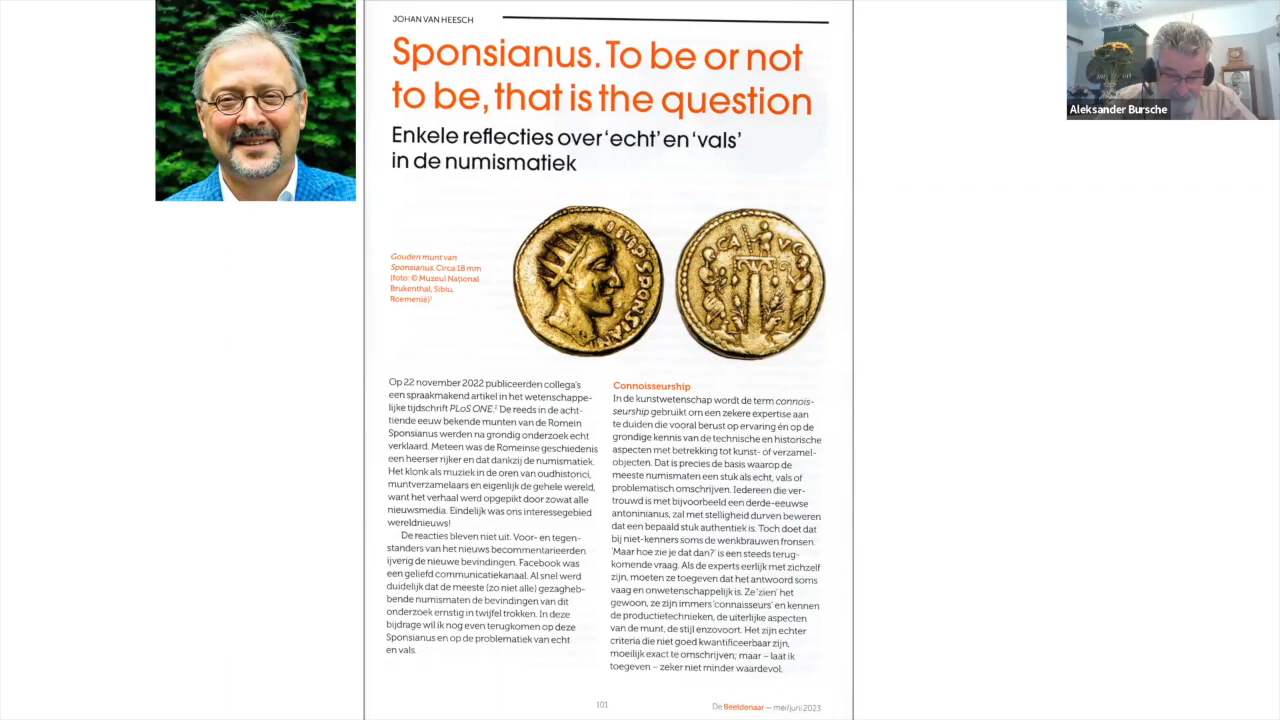 JOHAN VAN HEESCH
Sponsianus. To be or not
to be, that is the question
Enkele reflecties over 'echt' en 'vals'
in de numismatiek
Gouden munt van
Sponsianus. Circa 18 mm
(foto: © Muzeul Național
Brukenthal, Sibiu,
Roemenië)¹
IMP SPONSIANI
CA VG
Op 22 november 2022 publiceerden collega's
een spraakmakend artikel in het wetenschappe-
lijke tijdschrift PLoS ONE.² De reeds in de acht-
tiende eeuw bekende munten van de Romein
Sponsianus werden na grondig onderzoek echt
verklaard. Meteen was de Romeinse geschiedenis
een heerser rijker en dat dankzij de numismatiek.
Het klonk als muziek in de oren van oudhistorici,
muntverzamelaars en eigenlijk de gehele wereld,
want het verhaal werd opgepikt door zowat alle
nieuwsmedia. Eindelijk was ons interessegebied
wereldnieuws!
De reacties bleven niet uit. Voor- en tegen-
standers van het nieuws becommentarieerden
ijverig de nieuwe bevindingen. Facebook was
een geliefd communicatiekanaal. Al snel werd
duidelijk dat de meeste (zo niet alle) gezagheb-
bende numismaten de bevindingen van dit
onderzoek ernstig in twijfel trokken. In deze
bijdrage wil ik nog even terugkomen op deze
Sponsianus en op de problematiek van echt
en vals.
Connoisseurship
In de kunstwetenschap wordt de term connois-
seurship gebruikt om een zekere expertise aan
te duiden die vooral berust op ervaring én op de
grondige kennis van de technische en historische
aspecten met betrekking tot kunst- of verzamel-
objecten. Dat is precies de basis waarop de
meeste numismaten een stuk als echt, vals of
problematisch omschrijven. Iedereen die ver-
trouwd is met bijvoorbeeld een derde-eeuwse
antoninianus, zal met stelligheid durven beweren
dat een bepaald stuk authentiek is. Toch doet dat
bij niet-kenners soms de wenkbrauwen fronsen.
'Maar hoe zie je dat dan?' is een steeds terug-
komende vraag. Als de experts eerlijk met zichzelf
zijn, moeten ze toegeven dat het antwoord soms
vaag en onwetenschappelijk is. Ze 'zien' het
gewoon, ze zijn immers 'connaisseurs' en kennen
de productietechnieken, de uiterlijke aspecten
van de munt, de stijl enzovoort. Het zijn echter
criteria die niet goed kwantificeerbaar zijn,
moeilijk exact te omschrijven; maar – laat ik
toegeven – zeker niet minder waardevol.
101
De Beeldenaar — mei/juni 2023
Aleksander Bursche